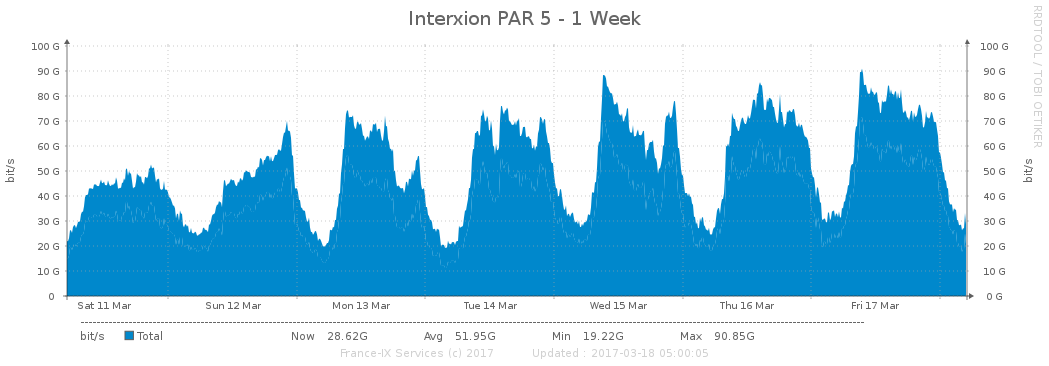 Interxion PAR 5 - 1 Week
RRDTOOL / TOBI OETIKER
100 G 100 G
90 G 90 G
80 G 80 G
70 G 70 G
60 G 60 G
50 G 50 G
40 G 40 G
30 G 30 G
20 G 20 G
10 G 10 G
0 0 G
bit/s
bit/s
Sat 11 Mar Sun 12 Mar Mon 13 Mar Tue 14 Mar Wed 15 Mar Thu 16 Mar Fri 17 Mar
bit/s Total Now 28.62G Avg 51.95G Min 19.22G Max 90.85G
France-IX Services (c) 2017 Updated : 2017-03-18 05:00:05